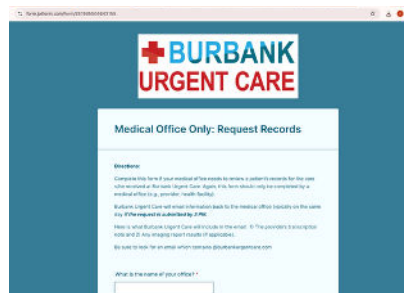 BURBANK
URGENT CARE
Medical Office Only: Request Records
Directions:
Complete this form if your medical office needs to receive a patient's records for the care
s/he received at Burbank Urgent Care. Again, this form should only be completed by a
medical office (e.g., provider, health facility).
Burbank Urgent Care will email information back to the medical office typically on the same
day if the request is submitted by 2 PM.
Here is what Burbank Urgent Care will include in the email: 1) The provider's transcription
note and 2) Any imaging report results (if applicable).
Be sure to look for an email which contains @burbankurgentcare.com
What is the name of your office? *